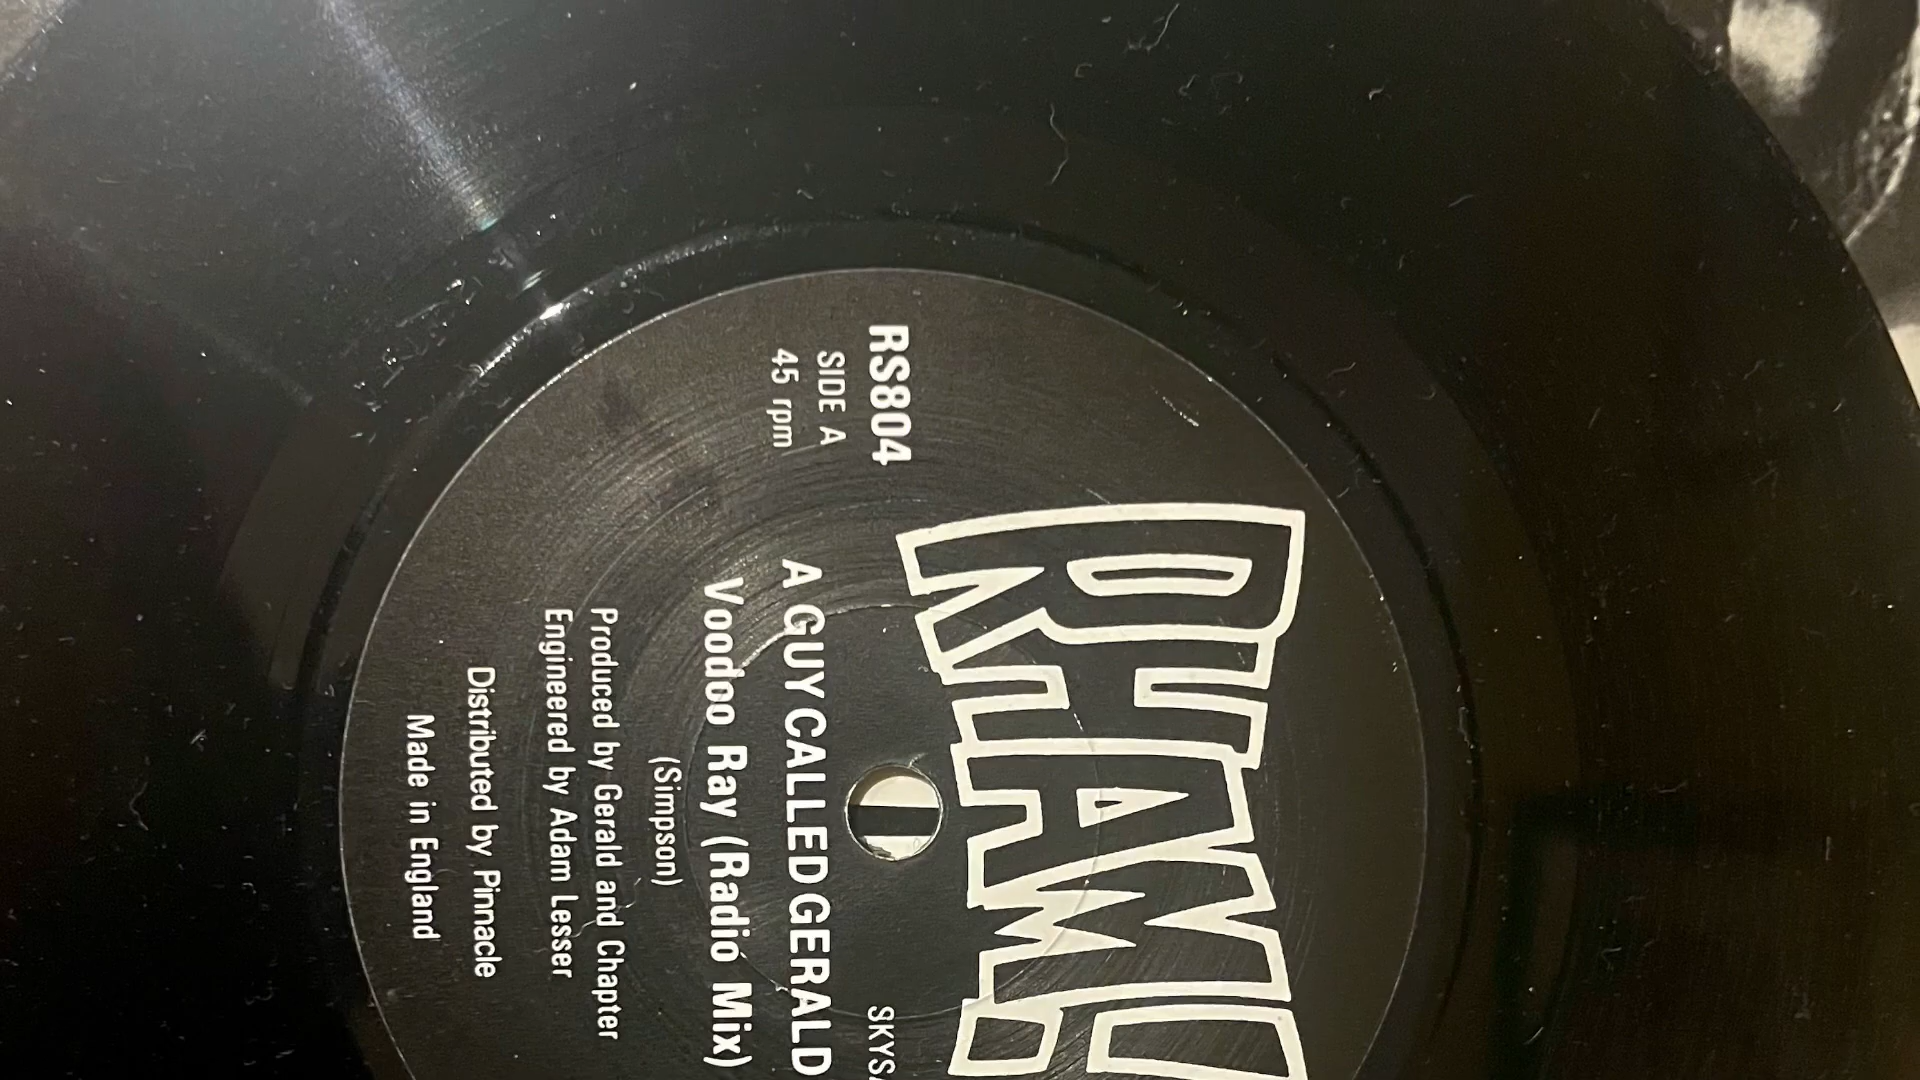 RHAM!
RS804
SIDE A
45 rpm
A GUY CALLED GERALD
Voodoo Ray (Radio Mix)
(Simpson)
Produced by Gerald and Chapter
Engineered by Adam Lesser
Distributed by Pinnacle
Made in England